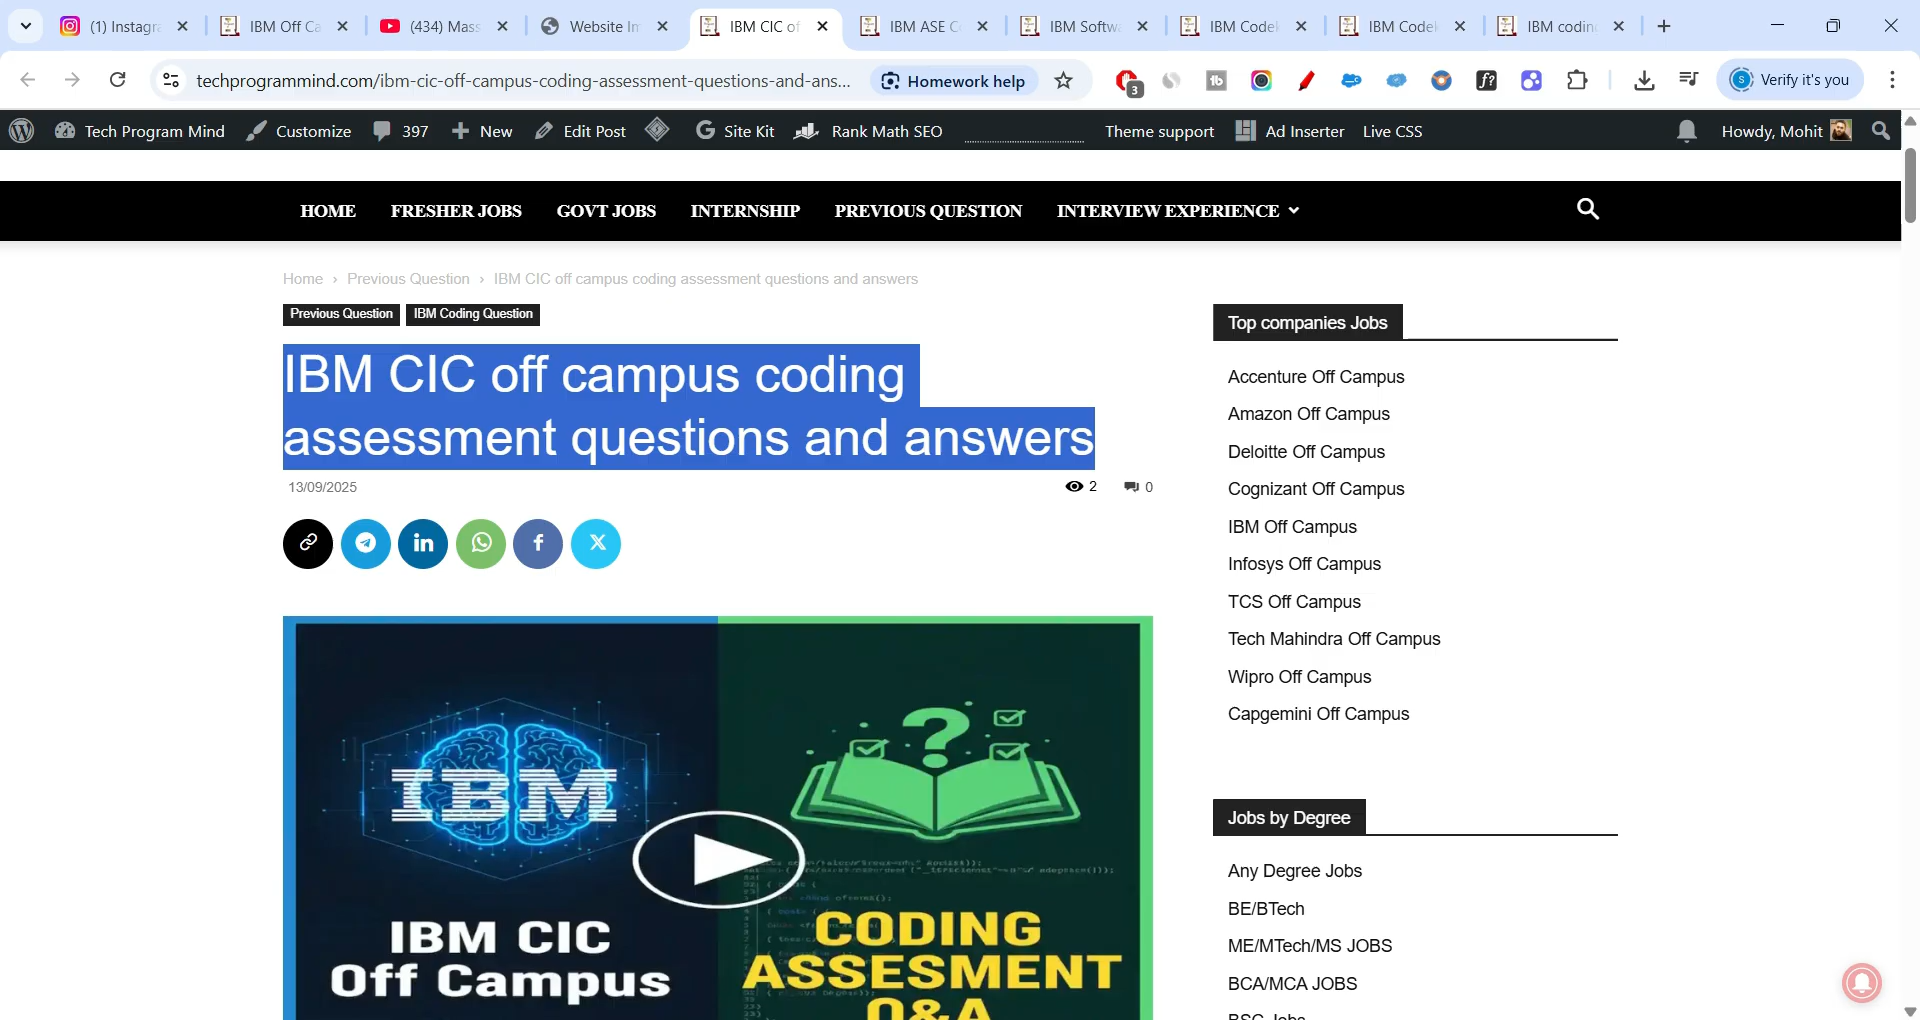 (1) Instagr
IBM Off Ca
(434) Mass
Website In
IBM CIC of
IBM ASE C
IBM Softw
IBM Codel
IBM Codel
IBM coding
techprogrammind.com/ibm-cic-off-campus-coding-assessment-questions-and-ans...
Homework help
3
Verify it's you
Tech Program Mind
Customize
397
New
Edit Post
Site Kit
Rank Math SEO
Theme support
Ad Inserter
Live CSS
Howdy, Mohit
HOME
FRESHER JOBS
GOVT JOBS
INTERNSHIP
PREVIOUS QUESTION
INTERVIEW EXPERIENCE
Home › Previous Question › IBM CIC off campus coding assessment questions and answers
Previous Question
IBM Coding Question
IBM CIC off campus coding
assessment questions and answers
13/09/2025
2
0
IBM
IBM CIC
Off Campus
CODING
ASSESMENT
Q&A
Top companies Jobs
Accenture Off Campus
Amazon Off Campus
Deloitte Off Campus
Cognizant Off Campus
IBM Off Campus
Infosys Off Campus
TCS Off Campus
Tech Mahindra Off Campus
Wipro Off Campus
Capgemini Off Campus
Jobs by Degree
Any Degree Jobs
BE/BTech
ME/MTech/MS JOBS
BCA/MCA JOBS
BSC Jobs